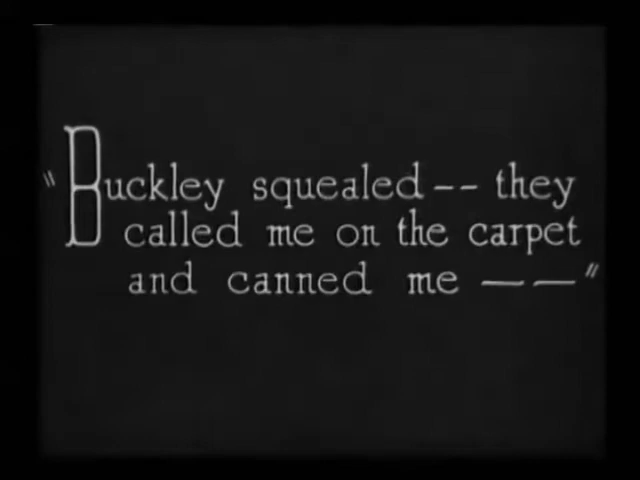 "Buckley squealed -- they
called me on the carpet
and canned me — —"